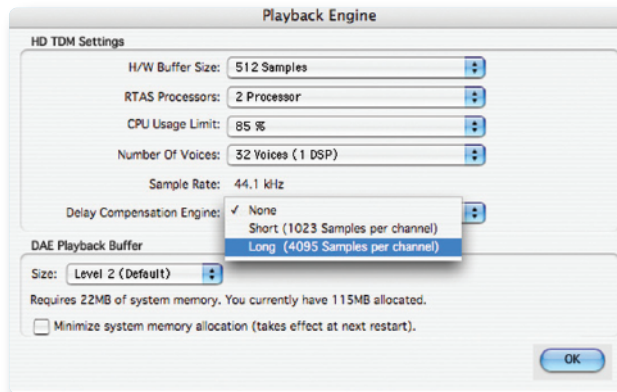 Playback Engine
HD TDM Settings
H/W Buffer Size: 512 Samples
RTAS Processors: 2 Processor
CPU Usage Limit: 85 %
Number Of Voices: 32 Voices (1 DSP)
Sample Rate: 44.1 kHz
Delay Compensation Engine: ✓ None
Short (1023 Samples per channel)
Long (4095 Samples per channel)
DAE Playback Buffer
Size: Level 2 (Default)
Requires 22MB of system memory. You currently have 115MB allocated.
Minimize system memory allocation (takes effect at next restart).
OK